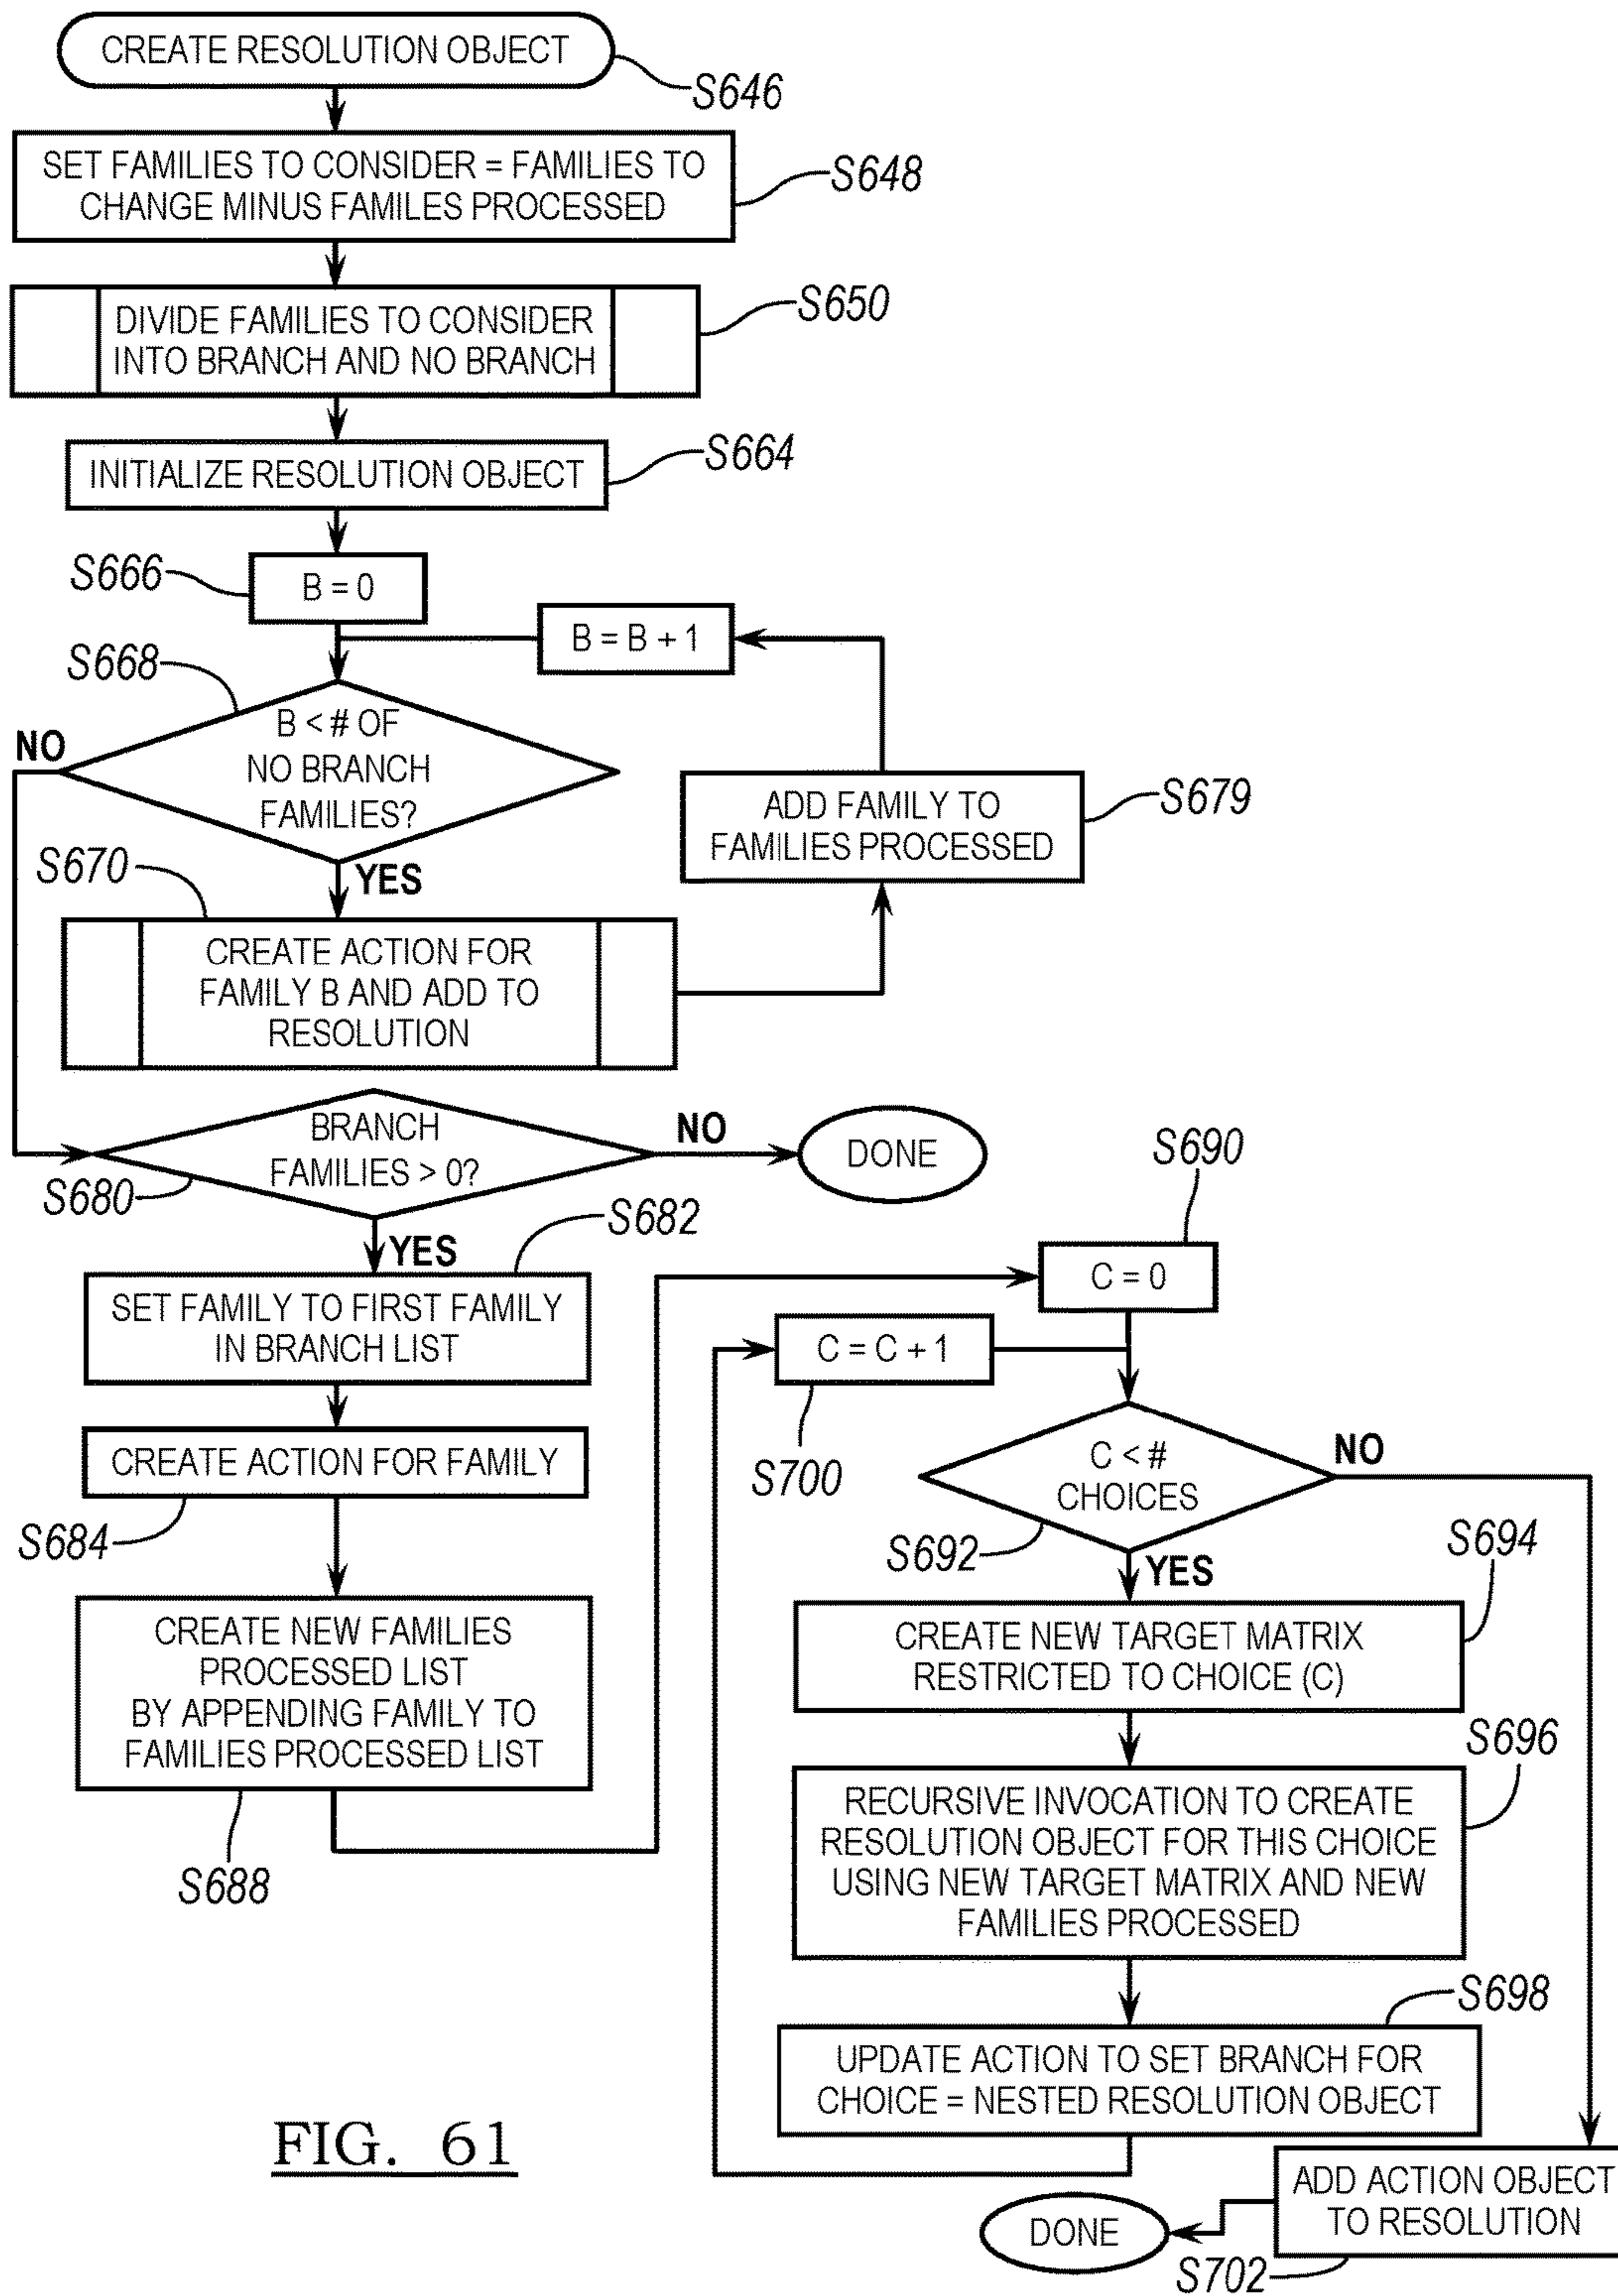 CREATE RESOLUTION OBJECT
S646
SET FAMILIES TO CONSIDER = FAMILIES TO
CHANGE MINUS FAMILES PROCESSED
S648
DIVIDE FAMILIES TO CONSIDER
INTO BRANCH AND NO BRANCH
S650
INITIALIZE RESOLUTION OBJECT
S664
S666
B = 0
B = B + 1
S668
B < # OF
NO BRANCH
FAMILIES?
NO
YES
ADD FAMILY TO
FAMILIES PROCESSED
S679
S670
CREATE ACTION FOR
FAMILY B AND ADD TO
RESOLUTION
BRANCH
FAMILIES > 0?
NO
DONE
S680
YES
S682
SET FAMILY TO FIRST FAMILY
IN BRANCH LIST
CREATE ACTION FOR FAMILY
S684
CREATE NEW FAMILIES
PROCESSED LIST
BY APPENDING FAMILY TO
FAMILIES PROCESSED LIST
S688
S690
C = 0
C = C + 1
S700
C < #
CHOICES
NO
S692
YES
S694
CREATE NEW TARGET MATRIX
RESTRICTED TO CHOICE (C)
S696
RECURSIVE INVOCATION TO CREATE
RESOLUTION OBJECT FOR THIS CHOICE
USING NEW TARGET MATRIX AND NEW
FAMILIES PROCESSED
S698
UPDATE ACTION TO SET BRANCH FOR
CHOICE = NESTED RESOLUTION OBJECT
ADD ACTION OBJECT
TO RESOLUTION
S702
DONE
FIG. 61